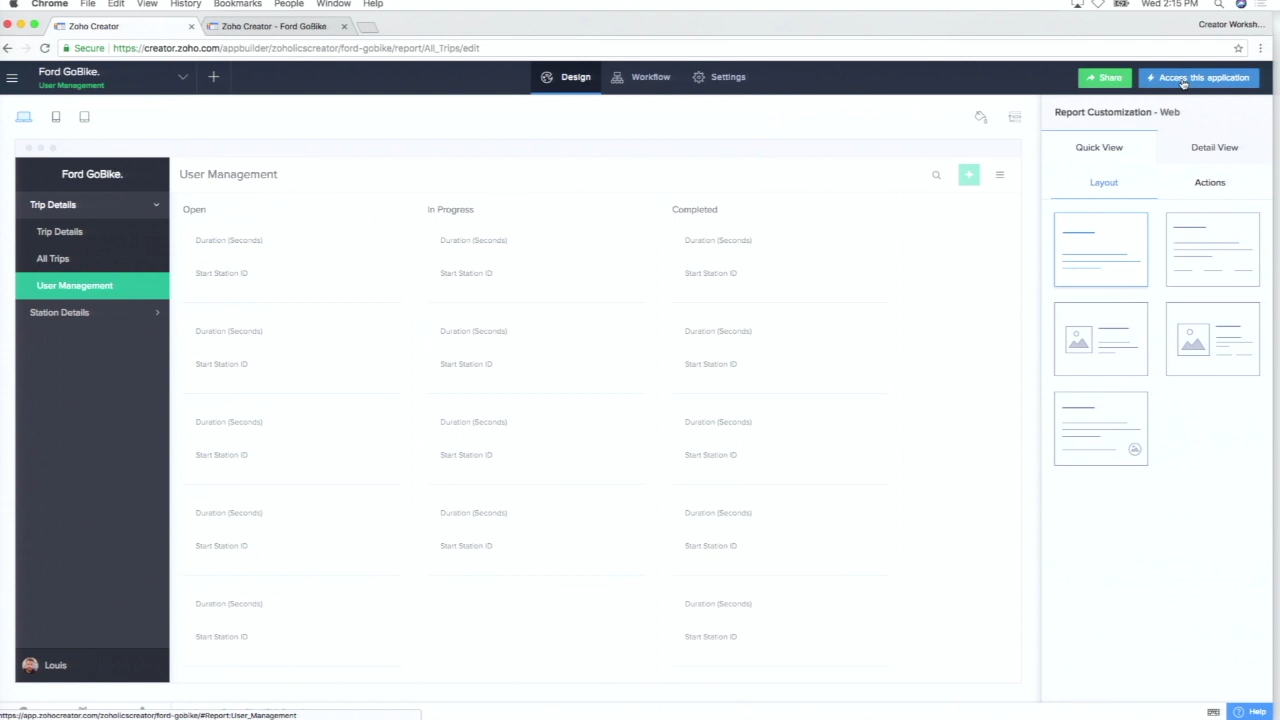 Chrome File Edit View History Bookmarks People Window Help
Wed 2:15 PM
Zoho Creator
Zoho Creator - Ford GoBike
Creator Worksh...
Secure https://creator.zoho.com/appbuilder/zoholicscreator/ford-gobike/report/All_Trips/edit
Ford GoBike.
User Management
Design
Workflow
Settings
Share
Access this application
Report Customization - Web
Quick View
Detail View
Layout
Actions
Ford GoBike.
Trip Details
Trip Details
All Trips
User Management
Station Details
Louis
User Management
Open
In Progress
Completed
Duration (Seconds)
Duration (Seconds)
Duration (Seconds)
Start Station ID
Start Station ID
Start Station ID
Duration (Seconds)
Duration (Seconds)
Duration (Seconds)
Start Station ID
Start Station ID
Start Station ID
Duration (Seconds)
Duration (Seconds)
Duration (Seconds)
Start Station ID
Start Station ID
Start Station ID
Duration (Seconds)
Duration (Seconds)
Duration (Seconds)
Start Station ID
Start Station ID
Start Station ID
Duration (Seconds)
Duration (Seconds)
Start Station ID
Start Station ID
https://app.zohocreator.com/zoholicscreator/ford-gobike/#Report:User_Management
Help